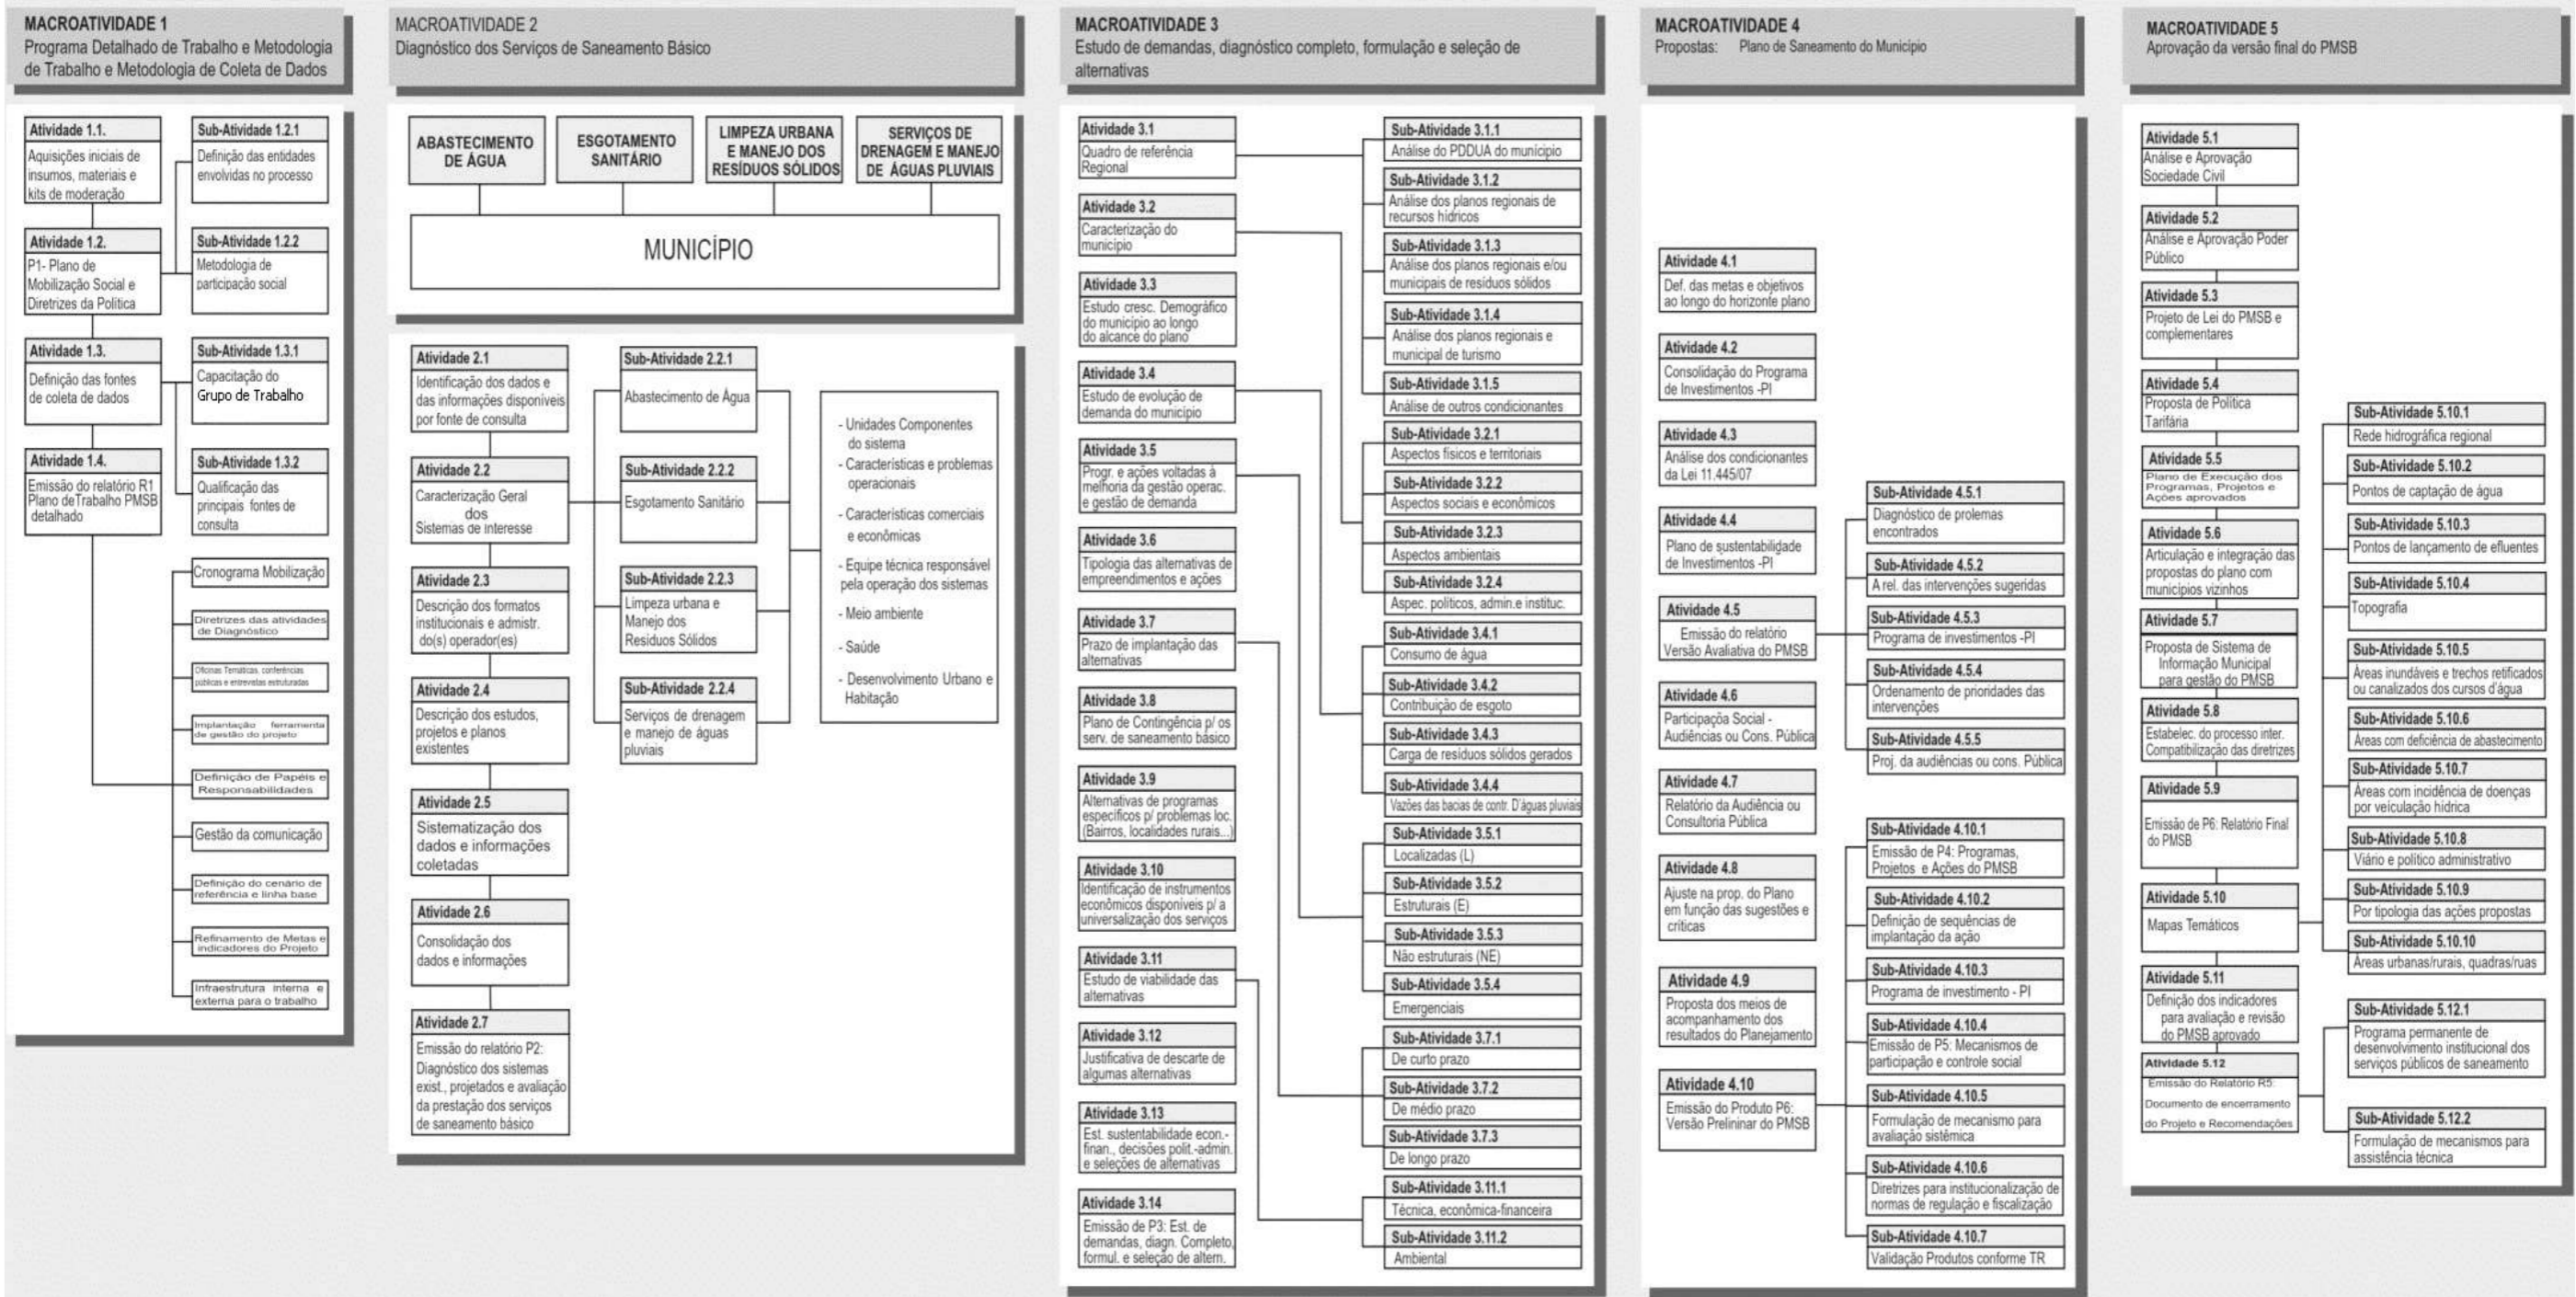 MACROATIVIDADE 1
Programa Detalhado de Trabalho e Metodologia
de Trabalho e Metodologia de Coleta de Dados
Atividade 1.1.
Aquisições iniciais de
insumos, materiais e
kits de moderação
Sub-Atividade 1.2.1
Definição das entidades
envolvidas no processo
Atividade 1.2.
P1- Plano de
Mobilização Social e
Diretrizes da Política
Sub-Atividade 1.2.2
Metodologia de
participação social
Atividade 1.3.
Definição das fontes
de coleta de dados
Sub-Atividade 1.3.1
Capacitação do
Grupo de Trabalho
Atividade 1.4.
Emissão do relatório R1
Plano deTrabalho PMSB
detalhado
Sub-Atividade 1.3.2
Qualificação das
principais fontes de
consulta
Cronograma Mobilização
Diretrizes das atividades
de Diagnóstico
Oficinas Temáticas, conferências
públicas e entrevistas estruturadas
Implantação ferramenta
de gestão do projeto
Definição de Papéis e
Responsabilidades
Gestão da comunicação
Definição do cenário de
referência e linha base
Refinamento de Metas e
indicadores do Projeto
Infraestrutura interna e
externa para o trabalho
MACROATIVIDADE 2
Diagnóstico dos Serviços de Saneamento Básico
ABASTECIMENTO
DE ÁGUA
ESGOTAMENTO
SANITÁRIO
LIMPEZA URBANA
E MANEJO DOS
RESÍDUOS SÓLIDOS
SERVIÇOS DE
DRENAGEM E MANEJO
DE ÁGUAS PLUVIAIS
MUNICÍPIO
Atividade 2.1
Identificação dos dados e
das informações disponíveis
por fonte de consulta
Atividade 2.2
Caracterização Geral
dos
Sistemas de Interesse
Atividade 2.3
Descrição dos formatos
institucionais e admistr.
do(s) operador(es)
Atividade 2.4
Descrição dos estudos,
projetos e planos
existentes
Atividade 2.5
Sistematização dos
dados e informações
coletadas
Atividade 2.6
Consolidação dos
dados e informações
Atividade 2.7
Emissão do relatório P2:
Diagnóstico dos sistemas
exist., projetados e avaliação
da prestação dos serviços
de saneamento básico
Sub-Atividade 2.2.1
Abastecimento de Água
Sub-Atividade 2.2.2
Esgotamento Sanitário
Sub-Atividade 2.2.3
Limpeza urbana e
Manejo dos
Resíduos Sólidos
Sub-Atividade 2.2.4
Serviços de drenagem
e manejo de águas
pluviais
- Unidades Componentes
do sistema
- Características e problemas
operacionais
- Características comerciais
e econômicas
- Equipe técnica responsável
pela operação dos sistemas
- Meio ambiente
- Saúde
- Desenvolvimento Urbano e
Habitação
MACROATIVIDADE 3
Estudo de demandas, diagnóstico completo, formulação e seleção de
alternativas
Atividade 3.1
Quadro de referência
Regional
Atividade 3.2
Caracterização do
município
Atividade 3.3
Estudo cresc. Demográfico
do município ao longo
do alcance do plano
Atividade 3.4
Estudo de evolução de
demanda do município
Atividade 3.5
Progr. e ações voltadas à
melhoria da gestão operac.
e gestão de demanda
Atividade 3.6
Tipologia das alternativas de
empreendimentos e ações
Atividade 3.7
Prazo de implantação das
alternativas
Atividade 3.8
Plano de Contingência p/ os
serv. de saneamento básico
Atividade 3.9
Alternativas de programas
específicos p/ problemas loc.
(Bairros, localidades rurais...)
Atividade 3.10
Identificação de instrumentos
econômicos disponíveis p/ a
universalização dos serviços
Atividade 3.11
Estudo de viabilidade das
alternativas
Atividade 3.12
Justificativa de descarte de
algumas alternativas
Atividade 3.13
Est. sustentabilidade econ.-
finan., decisões polit.-admin.
e seleções de alternativas
Atividade 3.14
Emissão de P3: Est. de
demandas, diagn. Completo,
formul. e seleção de altern.
Sub-Atividade 3.1.1
Análise do PDDUA do município
Sub-Atividade 3.1.2
Análise dos planos regionais de
recursos hídricos
Sub-Atividade 3.1.3
Análise dos planos regionais e/ou
municipais de resíduos sólidos
Sub-Atividade 3.1.4
Análise dos planos regionais e
municipal de turismo
Sub-Atividade 3.1.5
Análise de outros condicionantes
Sub-Atividade 3.2.1
Aspectos físicos e territoriais
Sub-Atividade 3.2.2
Aspectos sociais e econômicos
Sub-Atividade 3.2.3
Aspectos ambientais
Sub-Atividade 3.2.4
Aspec. políticos, admin.e instituc.
Sub-Atividade 3.4.1
Consumo de água
Sub-Atividade 3.4.2
Contribuição de esgoto
Sub-Atividade 3.4.3
Carga de resíduos sólidos gerados
Sub-Atividade 3.4.4
Vazões das bacias de contr. D'águas pluviais
Sub-Atividade 3.5.1
Localizadas (L)
Sub-Atividade 3.5.2
Estruturais (E)
Sub-Atividade 3.5.3
Não estruturais (NE)
Sub-Atividade 3.5.4
Emergenciais
Sub-Atividade 3.7.1
De curto prazo
Sub-Atividade 3.7.2
De médio prazo
Sub-Atividade 3.7.3
De longo prazo
Sub-Atividade 3.11.1
Técnica, econômica-financeira
Sub-Atividade 3.11.2
Ambiental
MACROATIVIDADE 4
Propostas: Plano de Saneamento do Município
Atividade 4.1
Def. das metas e objetivos
ao longo do horizonte plano
Atividade 4.2
Consolidação do Programa
de Investimentos -PI
Atividade 4.3
Análise dos condicionantes
da Lei 11.445/07
Atividade 4.4
Plano de sustentabilidade
de Investimentos -PI
Atividade 4.5
Emissão do relatório
Versão Avaliativa do PMSB
Atividade 4.6
Participaçõa Social -
Audiências ou Cons. Pública
Atividade 4.7
Relatório da Audiência ou
Consultoria Pública
Atividade 4.8
Ajuste na prop. do Plano
em função das sugestões e
críticas
Atividade 4.9
Proposta dos meios de
acompanhamento dos
resultados do Planejamento
Atividade 4.10
Emissão do Produto P6:
Versão Prelininar do PMSB
Sub-Atividade 4.5.1
Diagnóstico de prolemas
encontrados
Sub-Atividade 4.5.2
A rel. das intervenções sugeridas
Sub-Atividade 4.5.3
Programa de investimentos -PI
Sub-Atividade 4.5.4
Ordenamento de prioridades das
intervenções
Sub-Atividade 4.5.5
Proj. da audiências ou cons. Pública
Sub-Atividade 4.10.1
Emissão de P4: Programas,
Projetos e Ações do PMSB
Sub-Atividade 4.10.2
Definição de sequências de
implantação da ação
Sub-Atividade 4.10.3
Programa de investimento - PI
Sub-Atividade 4.10.4
Emissão de P5: Mecanismos de
participação e controle social
Sub-Atividade 4.10.5
Formulação de mecanismo para
avaliação sistêmica
Sub-Atividade 4.10.6
Diretrizes para institucionalização de
normas de regulação e fiscalização
Sub-Atividade 4.10.7
Validação Produtos conforme TR
MACROATIVIDADE 5
Aprovação da versão final do PMSB
Atividade 5.1
Análise e Aprovação
Sociedade Civil
Atividade 5.2
Análise e Aprovação Poder
Público
Atividade 5.3
Projeto de Lei do PMSB e
complementares
Atividade 5.4
Proposta de Política
Tarifária
Atividade 5.5
Plano de Execução dos
Programas, Projetos e
Ações aprovados
Atividade 5.6
Articulação e integração das
propostas do plano com
municípios vizinhos
Atividade 5.7
Proposta de Sistema de
Informação Municipal
para gestão do PMSB
Atividade 5.8
Estabelec. do processo inter.
Compatibilização das diretrizes
Atividade 5.9
Emissão de P6: Relatório Final
do PMSB
Atividade 5.10
Mapas Temáticos
Atividade 5.11
Definição dos indicadores
para avaliação e revisão
do PMSB aprovado
Atividade 5.12
Emissão do Relatório R5:
Documento de encerramento
do Projeto e Recomendações
Sub-Atividade 5.10.1
Rede hidrográfica regional
Sub-Atividade 5.10.2
Pontos de captação de água
Sub-Atividade 5.10.3
Pontos de lançamento de efluentes
Sub-Atividade 5.10.4
Topografia
Sub-Atividade 5.10.5
Áreas inundáveis e trechos retificados
ou canalizados dos cursos d'água
Sub-Atividade 5.10.6
Áreas com deficiência de abastecimento
Sub-Atividade 5.10.7
Áreas com incidência de doenças
por veículação hídrica
Sub-Atividade 5.10.8
Viário e político administrativo
Sub-Atividade 5.10.9
Por tipologia das ações propostas
Sub-Atividade 5.10.10
Áreas urbanas/rurais, quadras/ruas
Sub-Atividade 5.12.1
Programa permanente de
desenvolvimento institucional dos
serviços públicos de saneamento
Sub-Atividade 5.12.2
Formulação de mecanismos para
assistência técnica